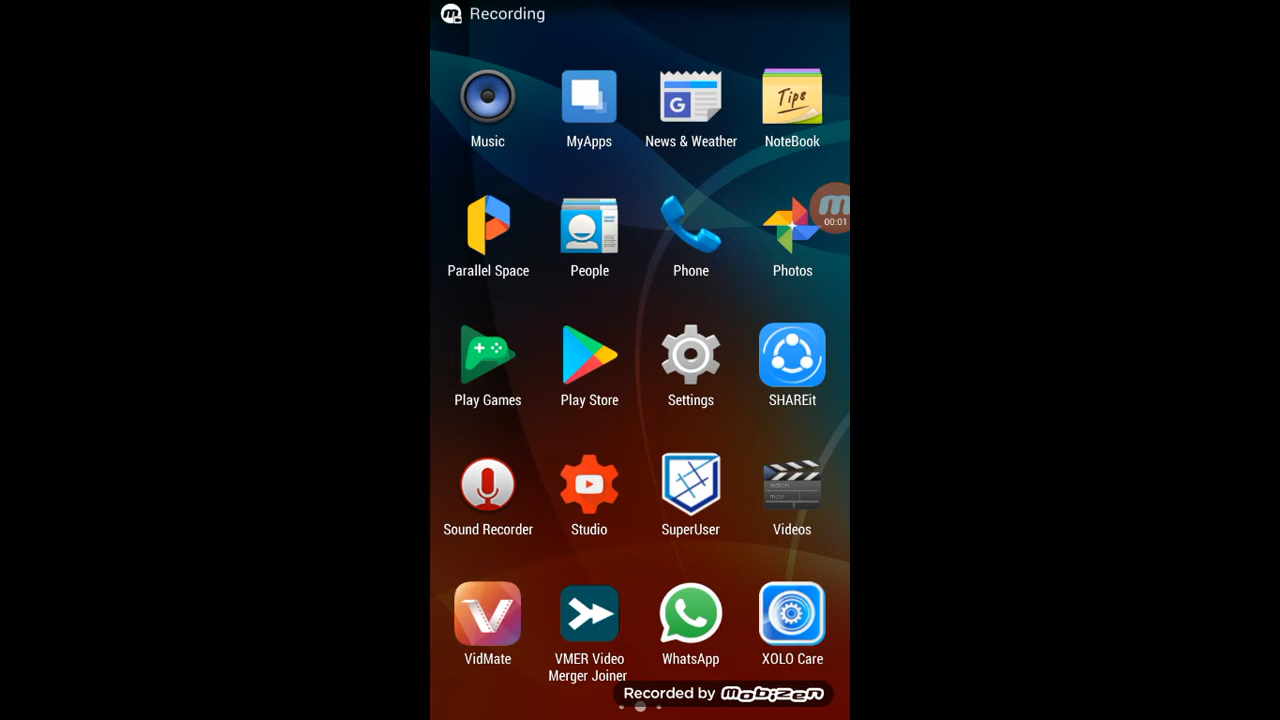 Recording
Music
MyApps
G
News & Weather
Tips
NoteBook
Parallel Space
People
Phone
00:01
Photos
Play Games
Play Store
Settings
SHAREit
Sound Recorder
Studio
SuperUser
Videos
VidMate
VMER Video
Merger Joiner
WhatsApp
XOLO Care
Recorded by mobizen